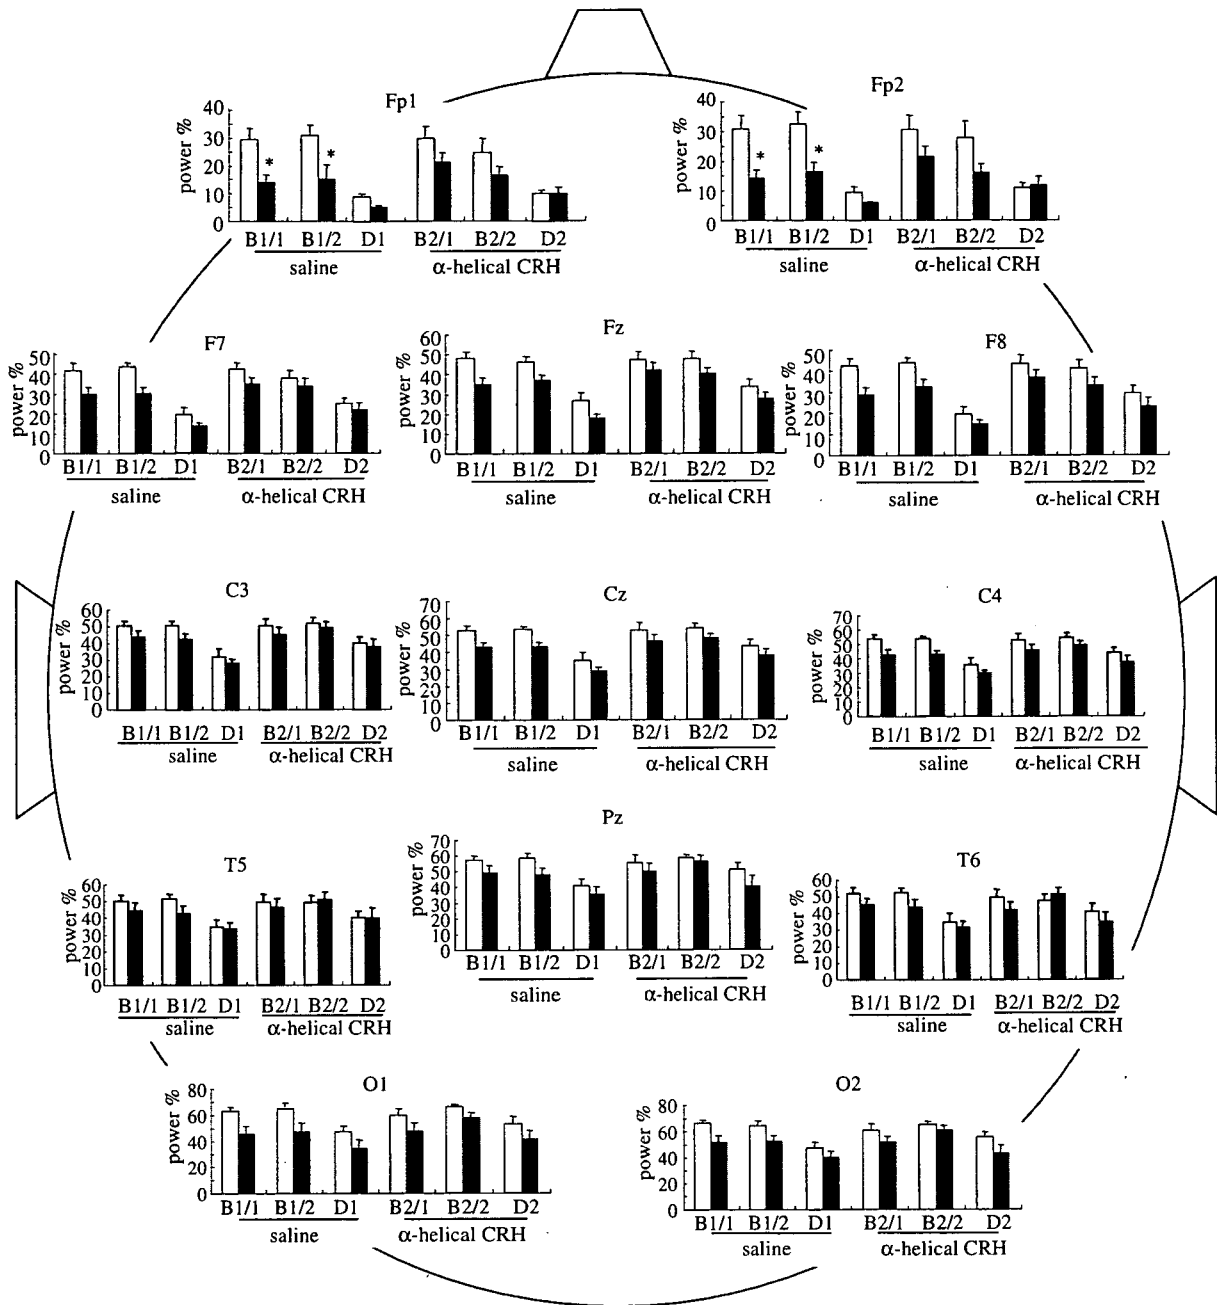 Fp1
power %
40
30
20
10
0
*
*
B1/1 B1/2 D1 B2/1 B2/2 D2
saline α-helical CRH
Fp2
power %
40
30
20
10
0
*
*
B1/1 B1/2 D1 B2/1 B2/2 D2
saline α-helical CRH
F7
power %
50
40
30
20
10
0
B1/1 B1/2 D1 B2/1 B2/2 D2
saline α-helical CRH
Fz
power %
60
50
40
30
20
10
0
B1/1 B1/2 D1 B2/1 B2/2 D2
saline α-helical CRH
F8
power %
50
40
30
20
10
0
B1/1 B1/2 D1 B2/1 B2/2 D2
saline α-helical CRH
C3
power %
60
50
40
30
20
10
0
B1/1 B1/2 D1 B2/1 B2/2 D2
saline α-helical CRH
Cz
power %
70
60
50
40
30
20
10
0
B1/1 B1/2 D1 B2/1 B2/2 D2
saline α-helical CRH
C4
power %
70
60
50
40
30
20
10
0
B1/1 B1/2 D1 B2/1 B2/2 D2
saline α-helical CRH
T5
power %
60
50
40
30
20
10
0
B1/1 B1/2 D1 B2/1 B2/2 D2
saline α-helical CRH
Pz
power %
70
60
50
40
30
20
10
0
B1/1 B1/2 D1 B2/1 B2/2 D2
saline α-helical CRH
T6
power %
60
50
40
30
20
10
0
B1/1 B1/2 D1 B2/1 B2/2 D2
saline α-helical CRH
O1
power %
80
60
40
20
0
B1/1 B1/2 D1 B2/1 B2/2 D2
saline α-helical CRH
O2
power %
80
60
40
20
0
B1/1 B1/2 D1 B2/1 B2/2 D2
saline α-helical CRH